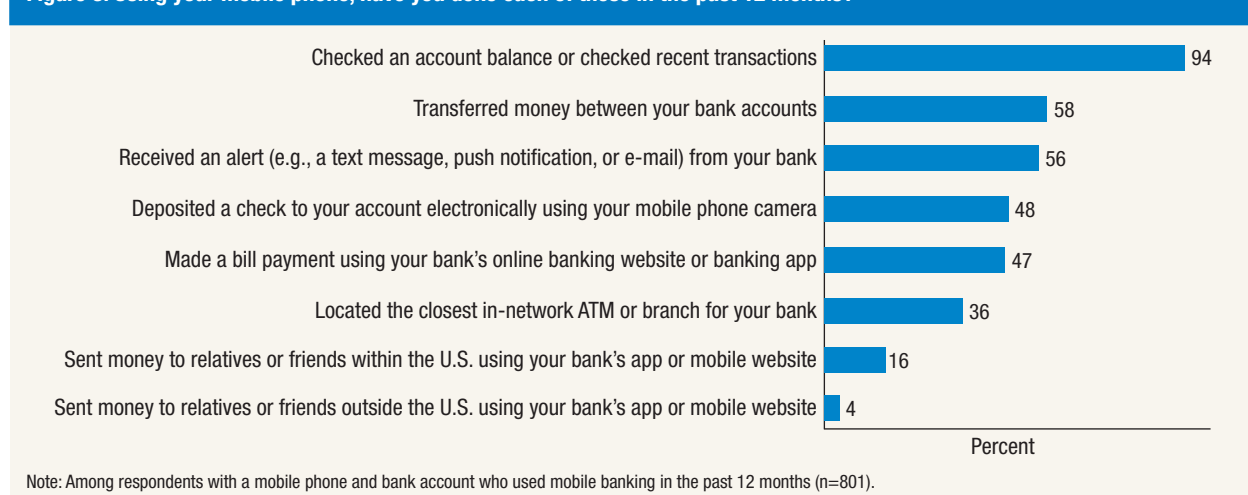 Checked an account balance or checked recent transactions 94
Transferred money between your bank accounts 58
Received an alert (e.g., a text message, push notification, or e-mail) from your bank 56
Deposited a check to your account electronically using your mobile phone camera 48
Made a bill payment using your bank’s online banking website or banking app 47
Located the closest in-network ATM or branch for your bank 36
Sent money to relatives or friends within the U.S. using your bank’s app or mobile website 16
Sent money to relatives or friends outside the U.S. using your bank’s app or mobile website 4
Percent
Note: Among respondents with a mobile phone and bank account who used mobile banking in the past 12 months (n=801).